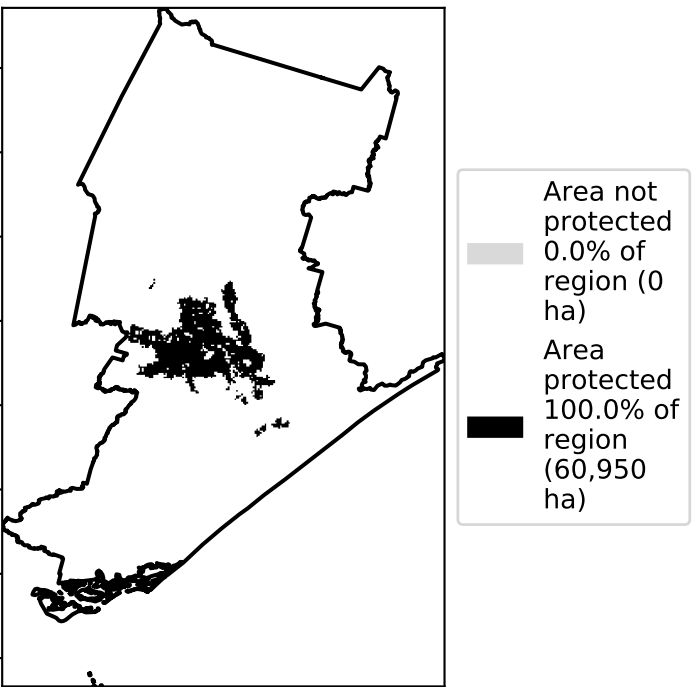 Area not
protected
0.0% of
region (0
ha)
Area
protected
100.0% of
region
(60,950
ha)